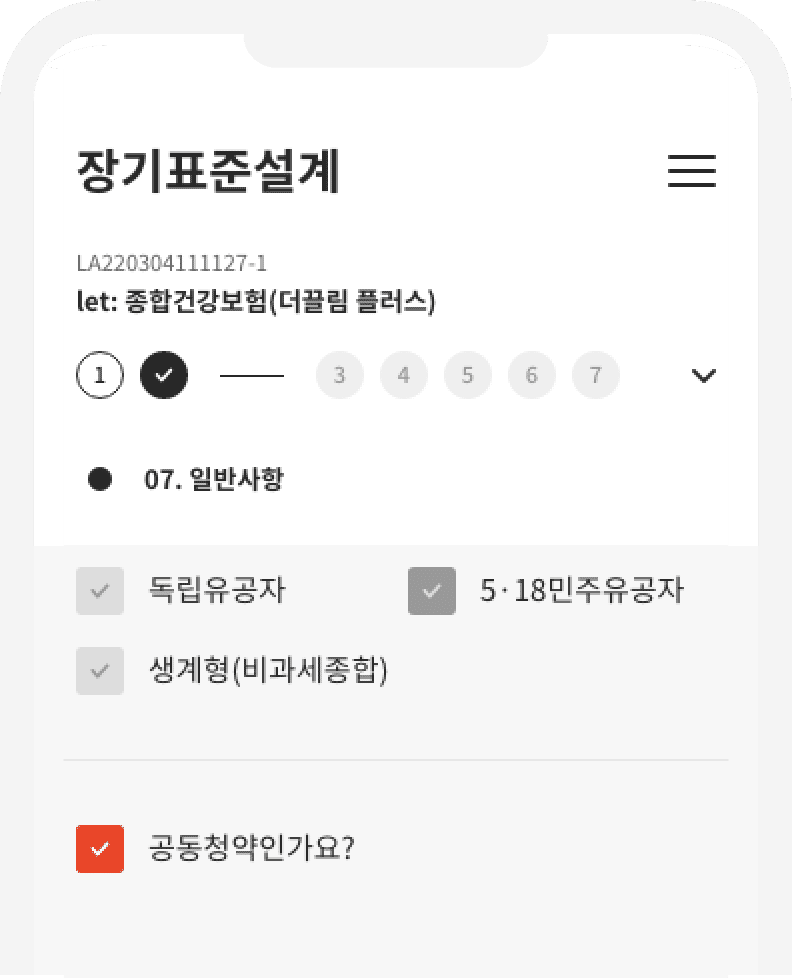 장기표준설계
LA220304111127-1
let: 종합건강보험(더끌림 플러스)
1 3 4 5 6 7
07. 일반사항
독립유공자 5·18민주유공자
생계형(비과세종합)
공동청약인가요?